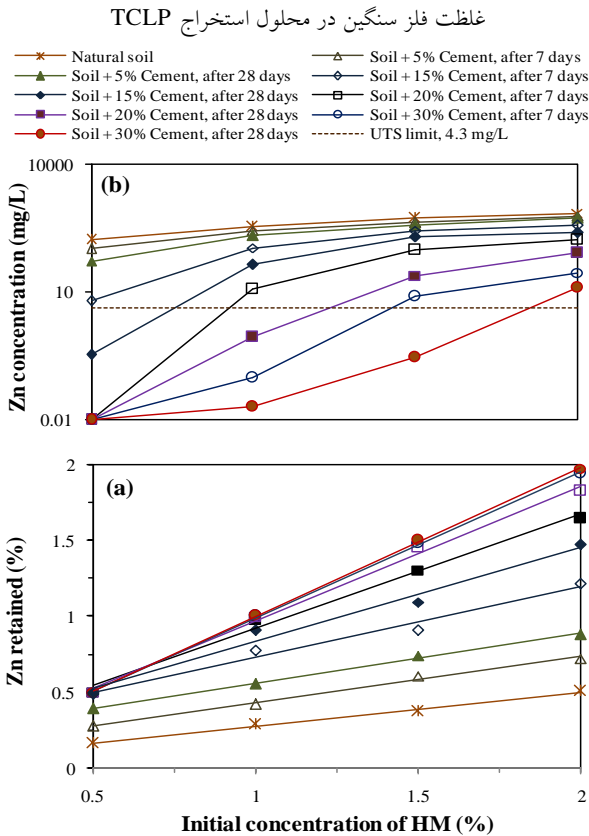 غلظت فلز سنگین در محلول استخراج TCLP
Natural soil
Soil + 5% Cement, after 7 days
Soil + 5% Cement, after 28 days
Soil + 15% Cement, after 7 days
Soil + 15% Cement, after 28 days
Soil + 20% Cement, after 7 days
Soil + 20% Cement, after 28 days
Soil + 30% Cement, after 7 days
Soil + 30% Cement, after 28 days
UTS limit, 4.3 mg/L
(b)
Zn concentration (mg/L)
10000
10
0.01
(a)
Zn retained (%)
2
1.5
1
0.5
0
0.5 1 1.5 2
Initial concentration of HM (%)